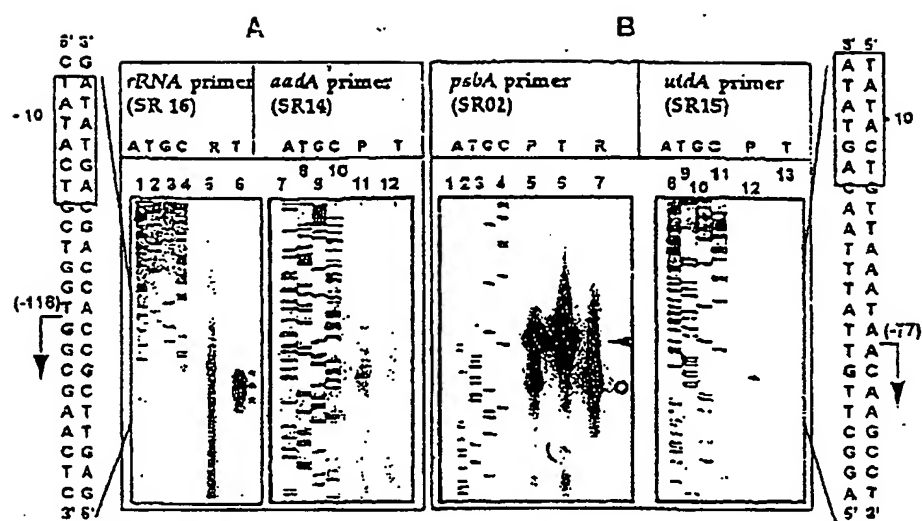 A B
5' 3'
C G
T A
A T
T A
A T
C G
T A
G C
C G
T A
G C
G C
T A
G C
G C
C G
G C
A T
A T
C G
T A
C G
3' 5'
- 10
(-118)
rRNA primer
(SR 16)
A T G C R T
1 2 3 4 5 6
aadA primer
(SR14)
A T G C P T
7 8 9 10 11 12
psbA primer
(SR02)
A T G C P T R
1 2 3 4 5 6 7
uidA primer
(SR15)
A T G C P T
8 9 10 11 12 13
3' 5'
A T
T A
A T
T A
G C
A T
C G
A T
A T
T A
T A
A T
T A
T A
G C
T A
T A
C G
G C
G C
A T
5' 3'
- 10
(-77)